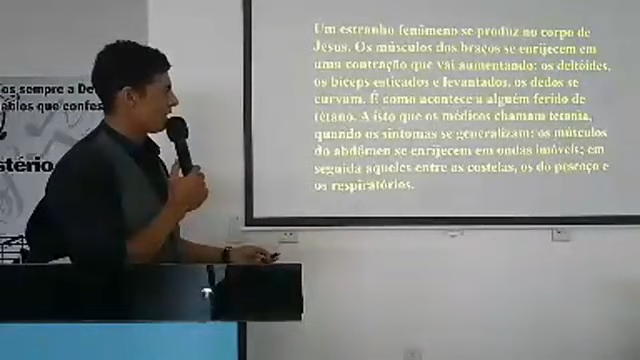 os sempre a De
ablos que confes
stério
Um estranho fenômeno se produz no corpo de
Jesus. Os músculos dos braços se enrijecem em
uma contração que vai aumentando: os deltóides,
os bíceps esticados e levantados, os dedos se
curvam. É como acontece a alguém ferido de
tétano. A isto que os médicos chamam tetania,
quando os sintomas se generalizam: os músculos
do abdômen se enrijecem em ondas imóveis; em
seguida aqueles entre as costelas, os do pescoço e
os respiratórios.